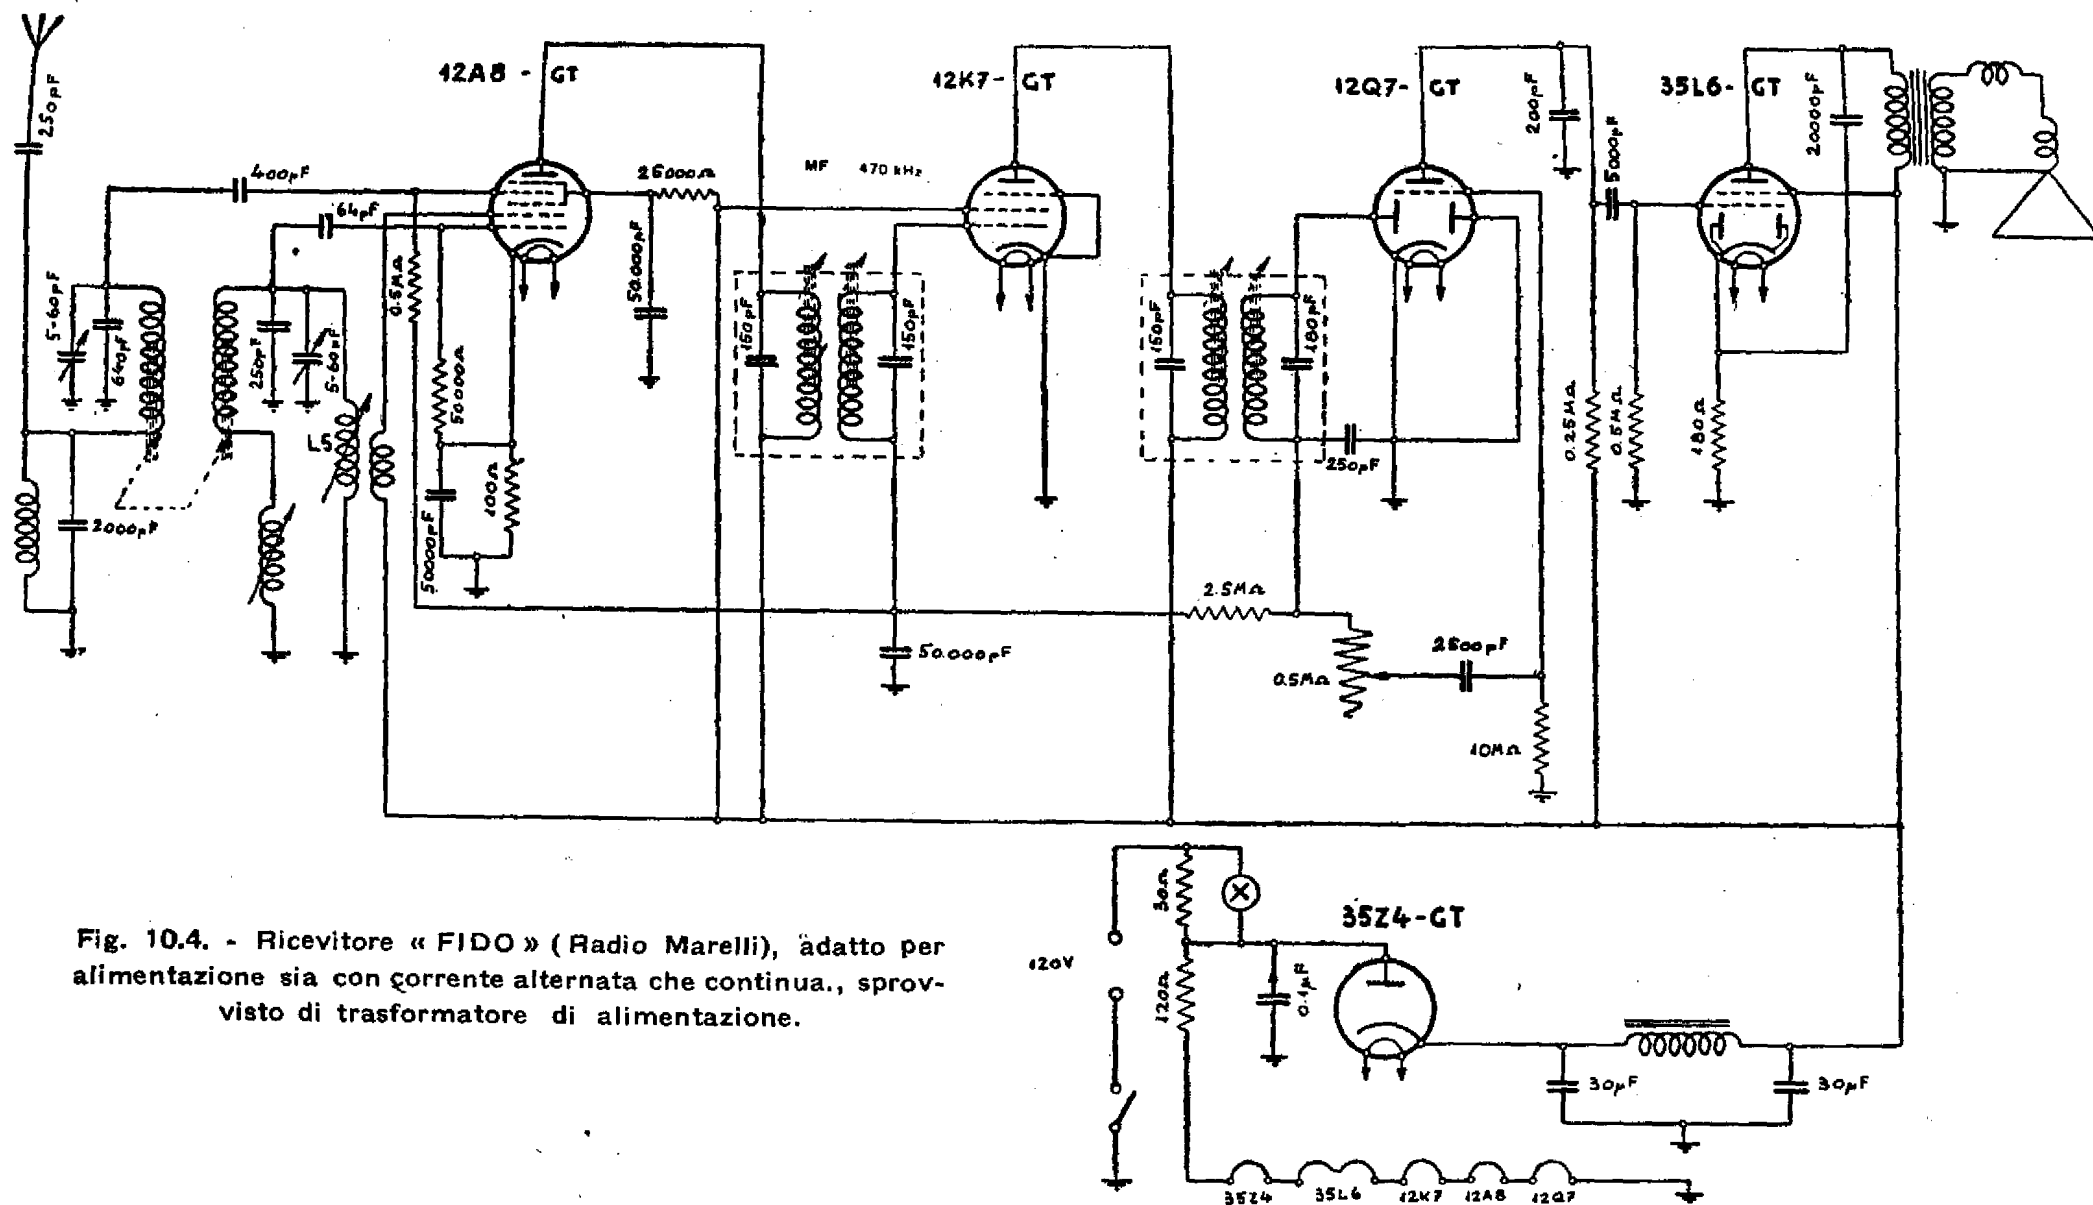 12A8 - GT
12K7 - GT
12Q7 - GT
35L6 - GT
250pF
400pF
64pF
25000Ω
MF 470 kHz
200pF
5000pF
20000pF
5-60pF
640pF
250pF
5-60pF
0.5MΩ
50000Ω
50.000pF
150pF
150pF
150pF
180pF
L5
2000pF
50000pF
100Ω
250pF
0.25MΩ
0.5MΩ
180Ω
2.5MΩ
50.000pF
0.5MΩ
2500pF
10MΩ
Fig. 10.4. - Ricevitore « FIDO » (Radio Marelli), adatto per
alimentazione sia con corrente alternata che continua., sprov-
visto di trasformatore di alimentazione.
120V
30Ω
120Ω
0.1µF
35Z4-GT
30µF
30µF
35Z4
35L6
12K7
12A8
12Q7